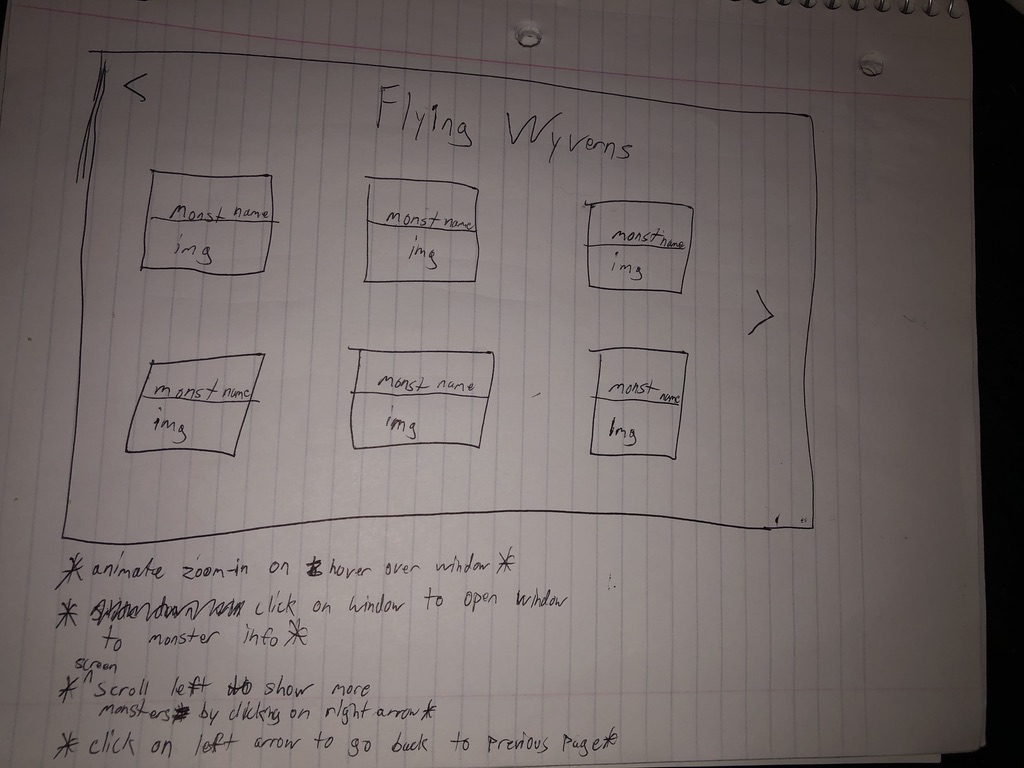 <
Flying Wyverns
monst name
img
monst name
img
monst name
img
>
monst name
img
monst name
img
monst name
img
* animate zoom-in on hover over window *
* click on window to open window
to monster info *
* screen scroll left to show more
monsters by clicking on right arrow *
* click on left arrow to go back to previous page *